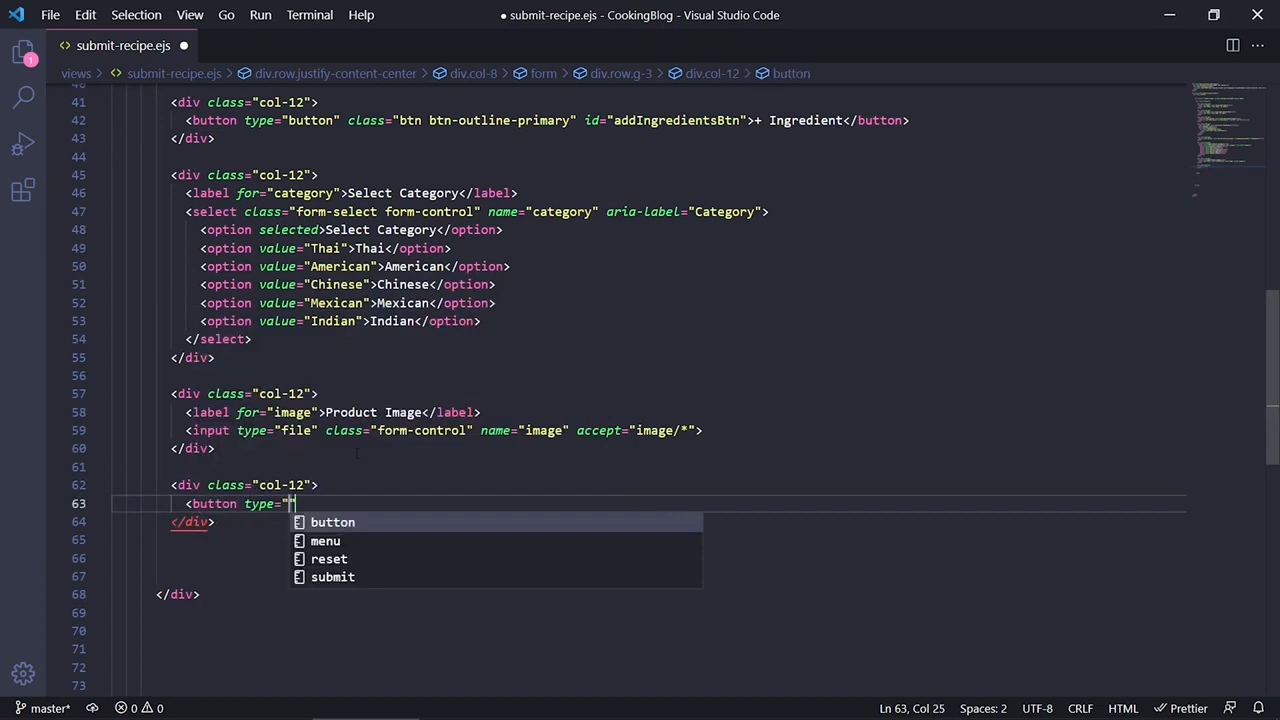 File Edit Selection View Go Run Terminal Help
● submit-recipe.ejs - CookingBlog - Visual Studio Code
<> submit-recipe.ejs ●
views > <> submit-recipe.ejs > div.row.justify-content-center > div.col-8 > form > div.row.g-3 > div.col-12 > button
1
41 <div class="col-12">
42 <button type="button" class="btn btn-outline-primary" id="addIngredientsBtn">+ Ingredient</button>
43 </div>
44
45 <div class="col-12">
46 <label for="category">Select Category</label>
47 <select class="form-select form-control" name="category" aria-label="Category">
48 <option selected>Select Category</option>
49 <option value="Thai">Thai</option>
50 <option value="American">American</option>
51 <option value="Chinese">Chinese</option>
52 <option value="Mexican">Mexican</option>
53 <option value="Indian">Indian</option>
54 </select>
55 </div>
56
57 <div class="col-12">
58 <label for="image">Product Image</label>
59 <input type="file" class="form-control" name="image" accept="image/*">
60 </div>
61
62 <div class="col-12">
63 <button type=""
64 </div>
button
menu
reset
submit
65
66
67
68 </div>
69
70
71
72
73
master* 0 0 Ln 63, Col 25 Spaces: 2 UTF-8 CRLF HTML Prettier